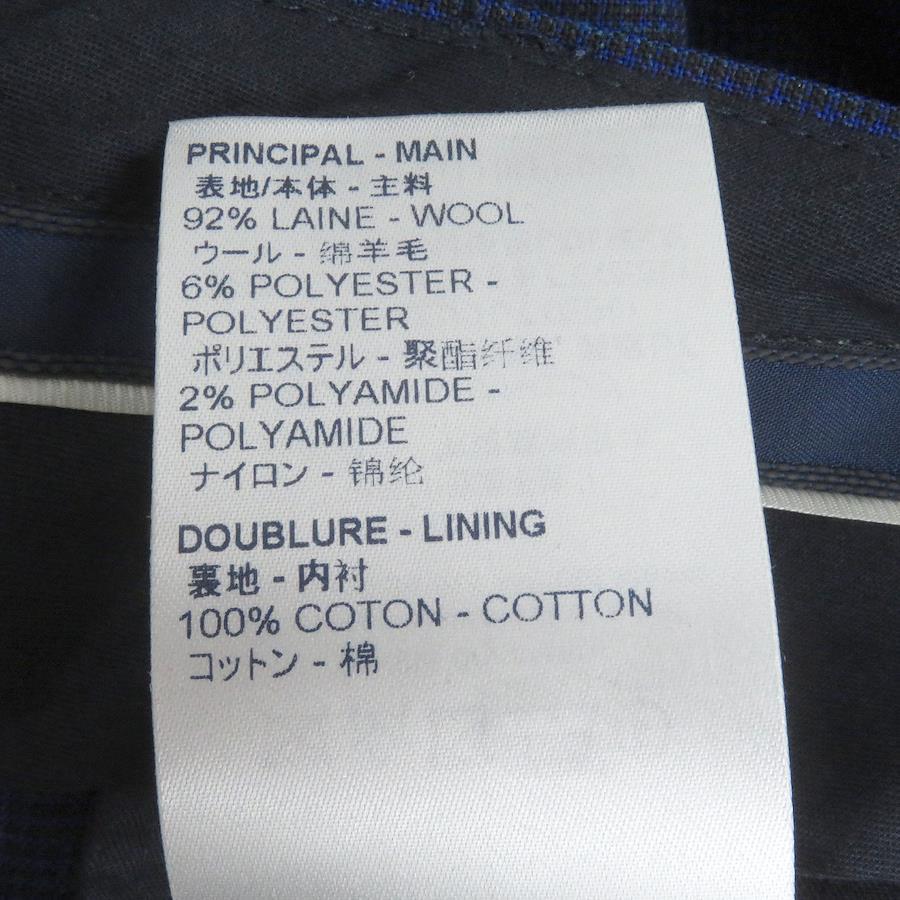 PRINCIPAL - MAIN
表地/本体 - 主料
92% LAINE - WOOL
ウール - 绵羊毛
6% POLYESTER -
POLYESTER
ポリエステル - 聚酯纤维
2% POLYAMIDE -
POLYAMIDE
ナイロン - 锦纶
DOUBLURE - LINING
裏地 - 内衬
100% COTON - COTTON
コットン - 棉